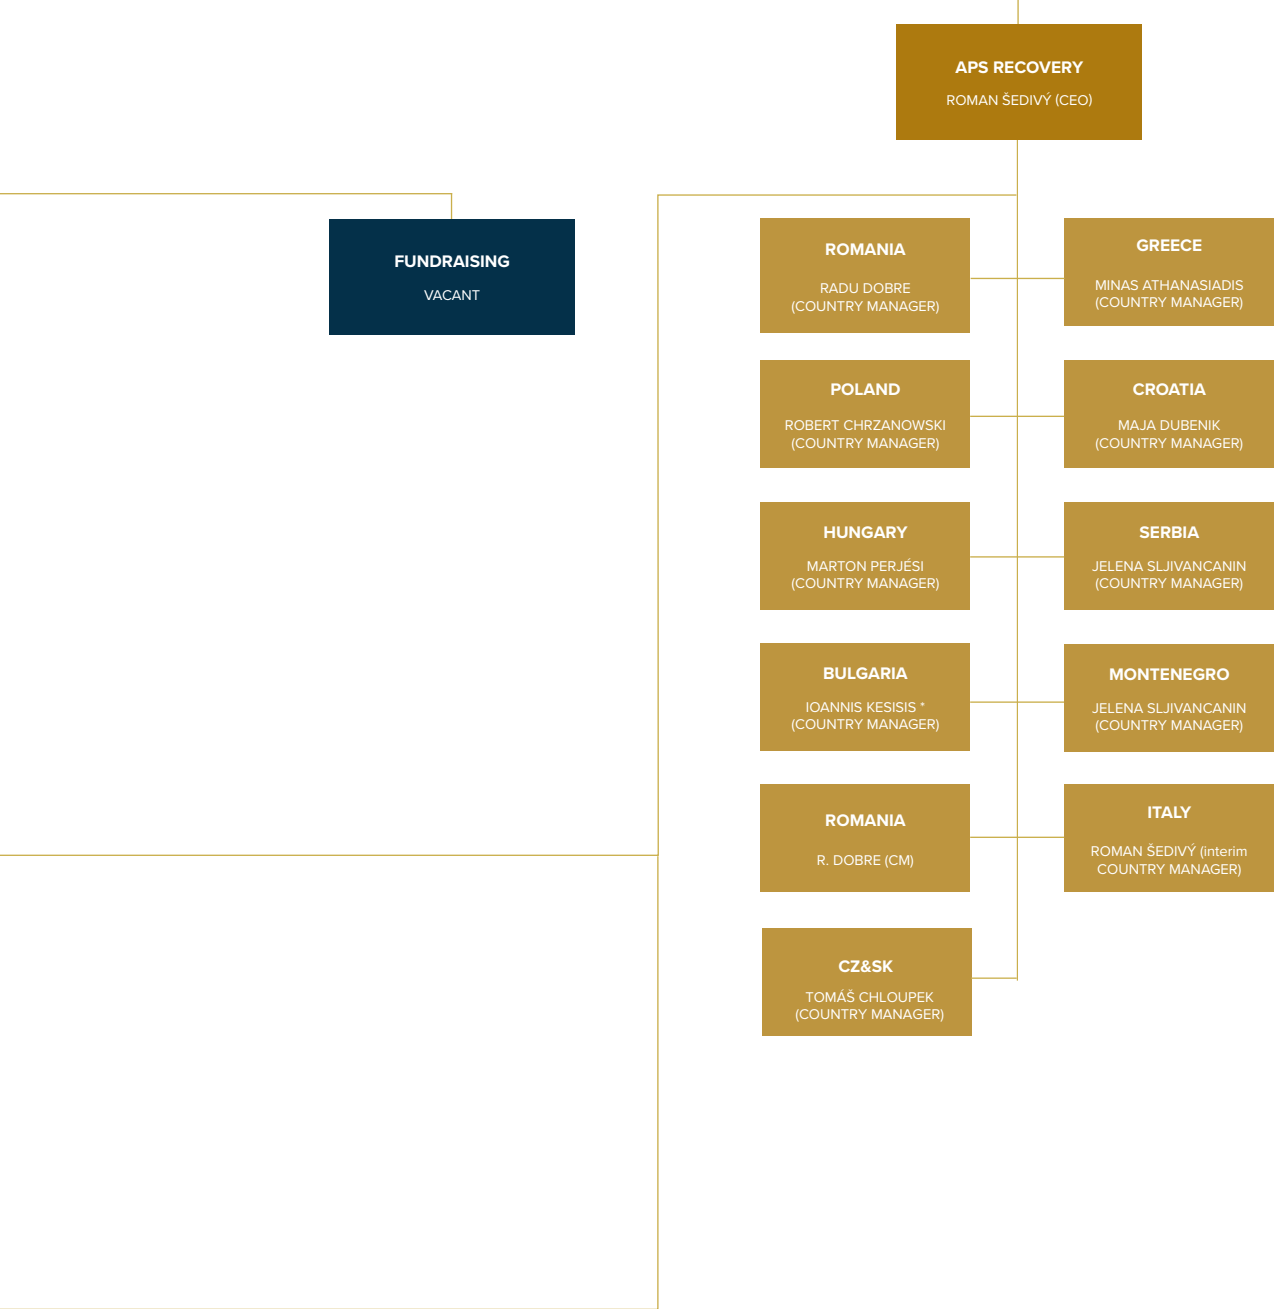 APS RECOVERY
ROMAN ŠEDIVÝ (CEO)
FUNDRAISING
VACANT
ROMANIA
RADU DOBRE
(COUNTRY MANAGER)
GREECE
MINAS ATHANASIADIS
(COUNTRY MANAGER)
POLAND
ROBERT CHRZANOWSKI
(COUNTRY MANAGER)
CROATIA
MAJA DUBENIK
(COUNTRY MANAGER)
HUNGARY
MARTON PERJÉSI
(COUNTRY MANAGER)
SERBIA
JELENA SLJIVANCANIN
(COUNTRY MANAGER)
BULGARIA
IOANNIS KESISIS *
(COUNTRY MANAGER)
MONTENEGRO
JELENA SLJIVANCANIN
(COUNTRY MANAGER)
ROMANIA
R. DOBRE (CM)
ITALY
ROMAN ŠEDIVÝ (interim
COUNTRY MANAGER)
CZ&SK
TOMÁŠ CHLOUPEK
(COUNTRY MANAGER)